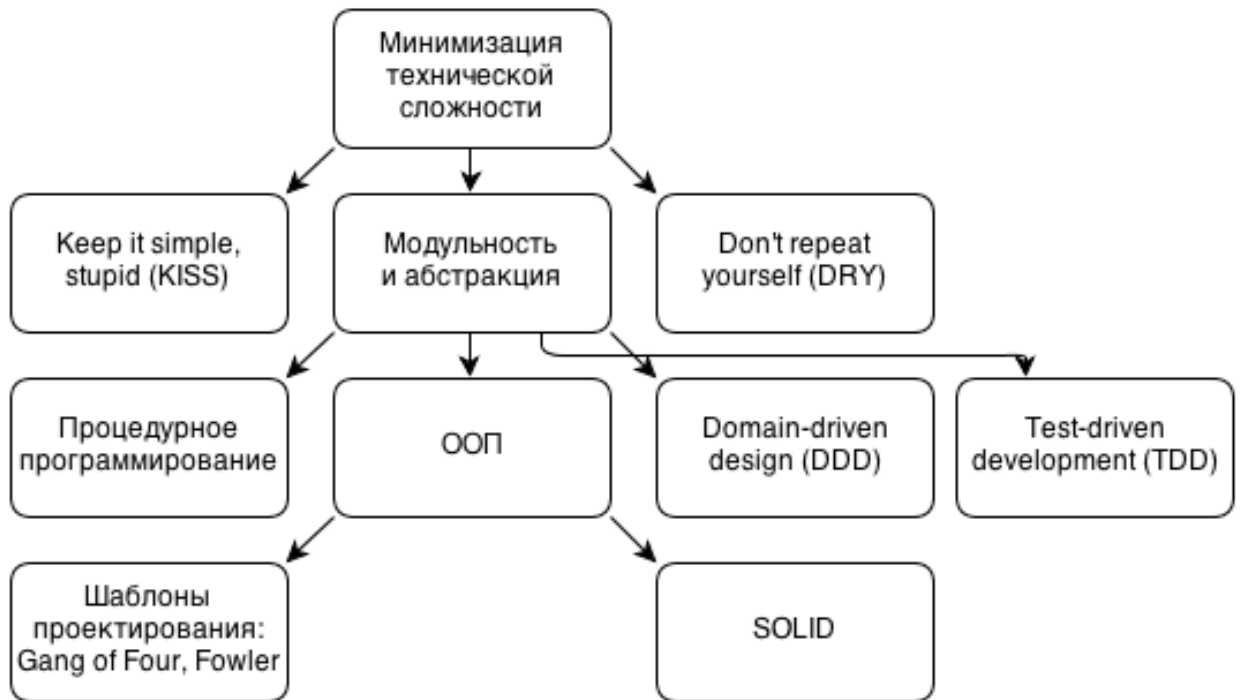 Минимизация
технической
сложности
Keep it simple,
stupid (KISS)
Модульность
и абстракция
Don't repeat
yourself (DRY)
Процедурное
программирование
ООП
Domain-driven
design (DDD)
Test-driven
development (TDD)
Шаблоны
проектирования:
Gang of Four, Fowler
SOLID